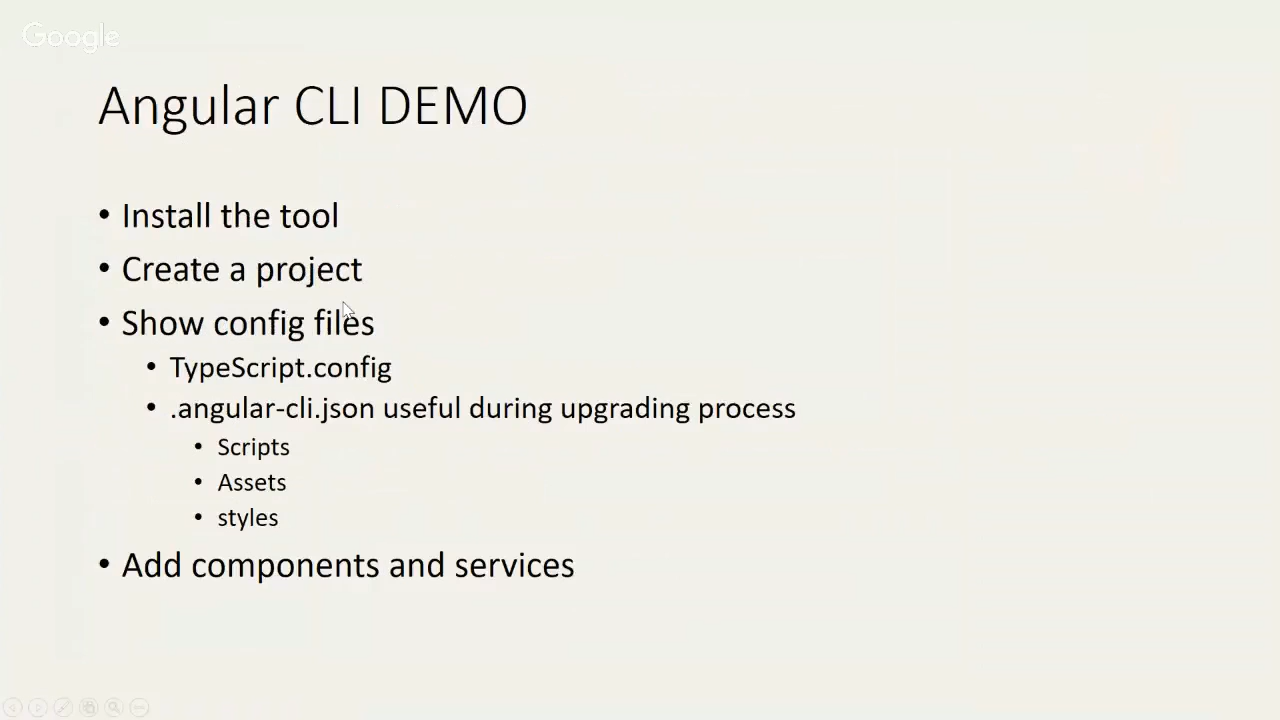 Google
Angular CLI DEMO
• Install the tool
• Create a project
• Show config files
• TypeScript.config
• .angular-cli.json useful during upgrading process
• Scripts
• Assets
• styles
• Add components and services